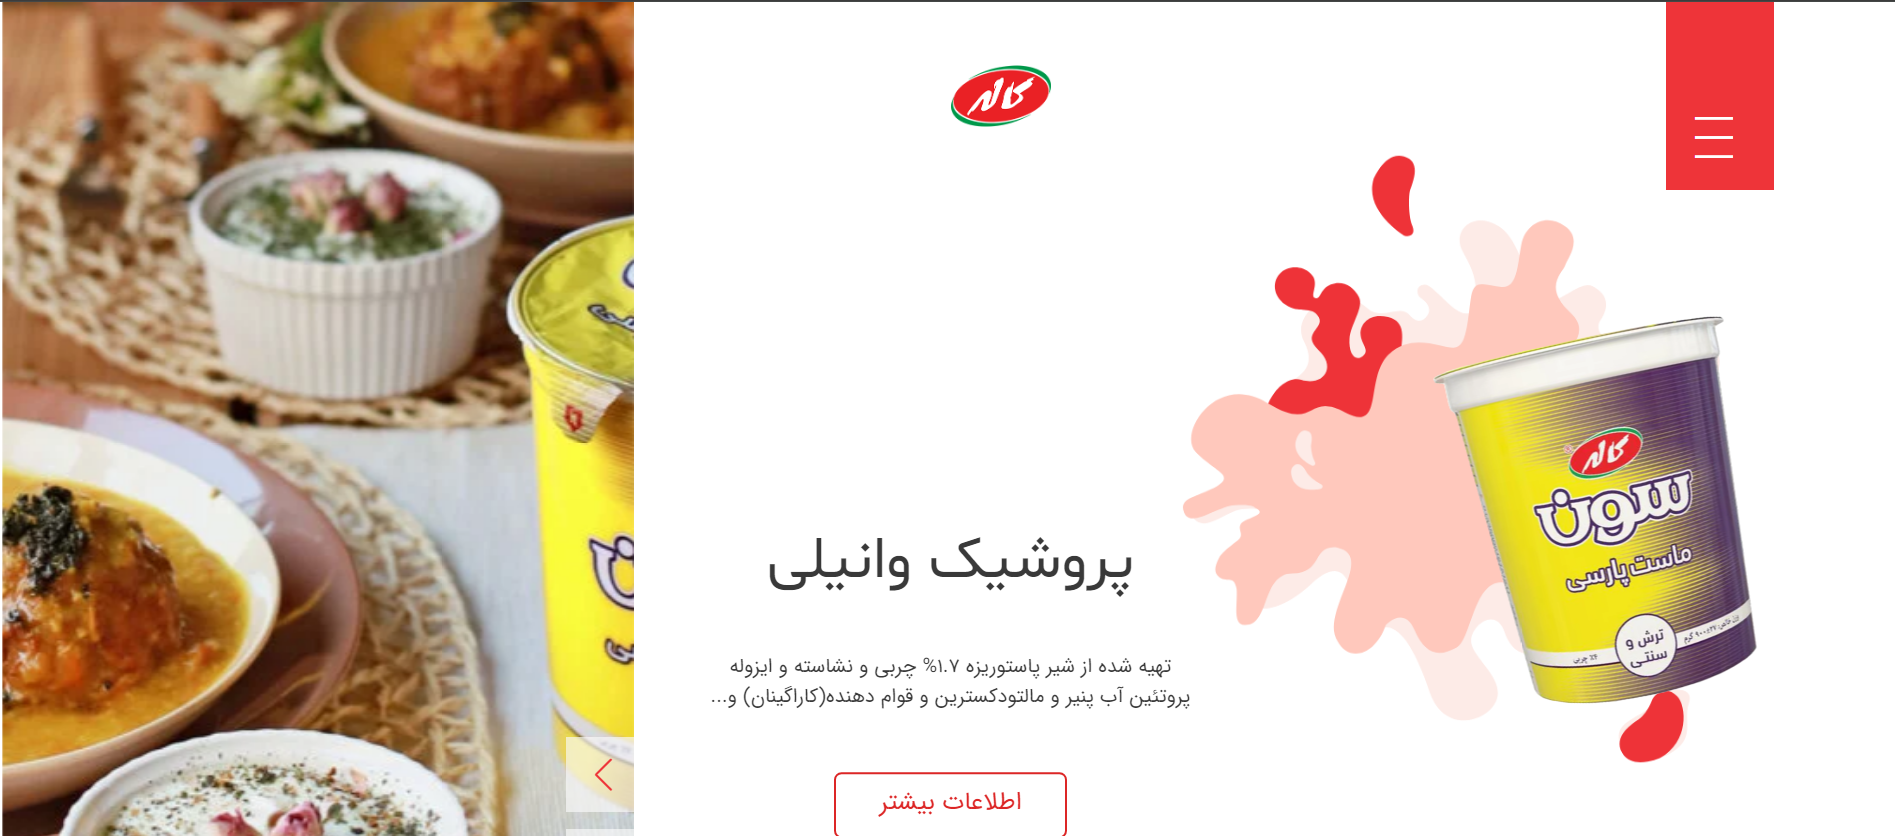 کاله
کاله
سون
ماست پارسی
ترش و
سنتی
پروشیک وانیلی
تهیه شده از شیر پاستوریزه ۱.۷% چربی و نشاسته و ایزوله
پروتئین آب پنیر و مالتودکسترین و قوام دهنده(کاراگینان) و...
اطلاعات بیشتر